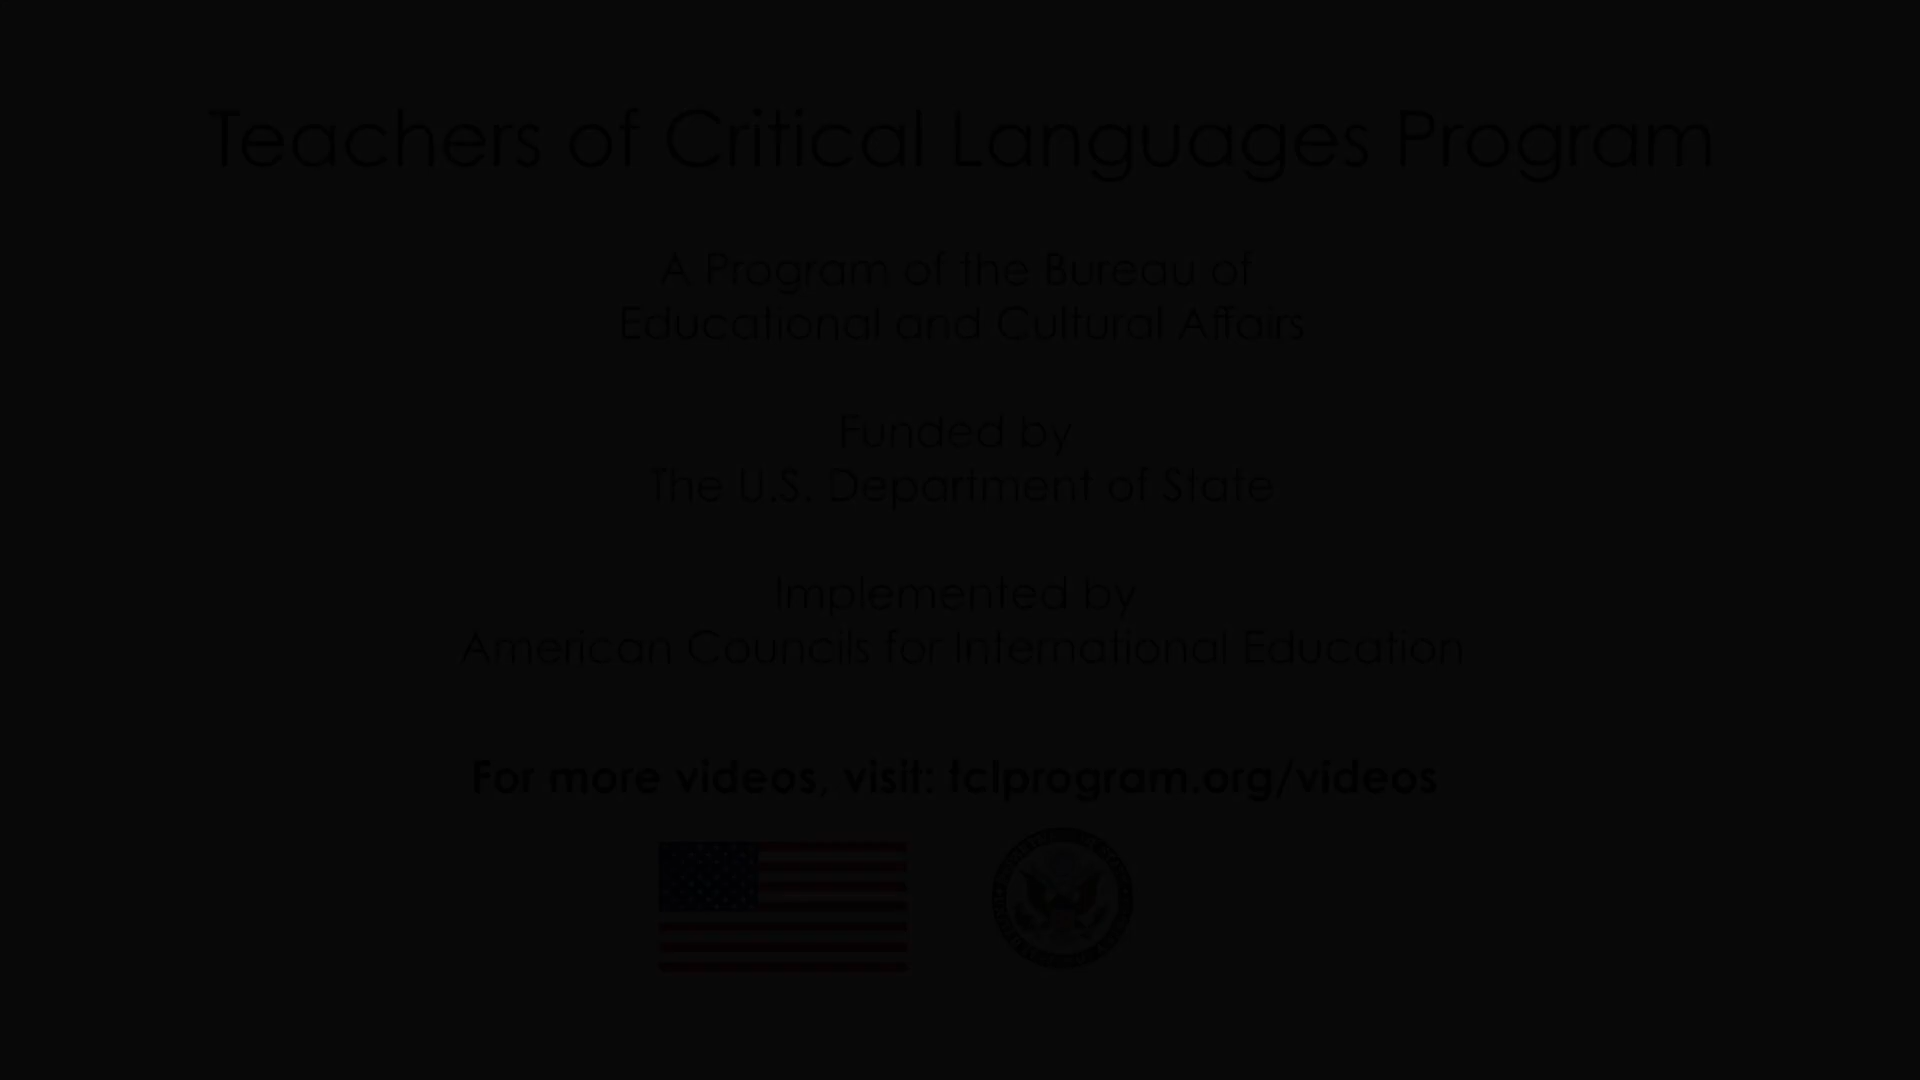 Teachers of Critical Languages Program
A Program of the Bureau of
Educational and Cultural Affairs
Funded by
The U.S. Department of State
Implemented by
American Councils for International Education
For more videos, visit: tclprogram.org/videos